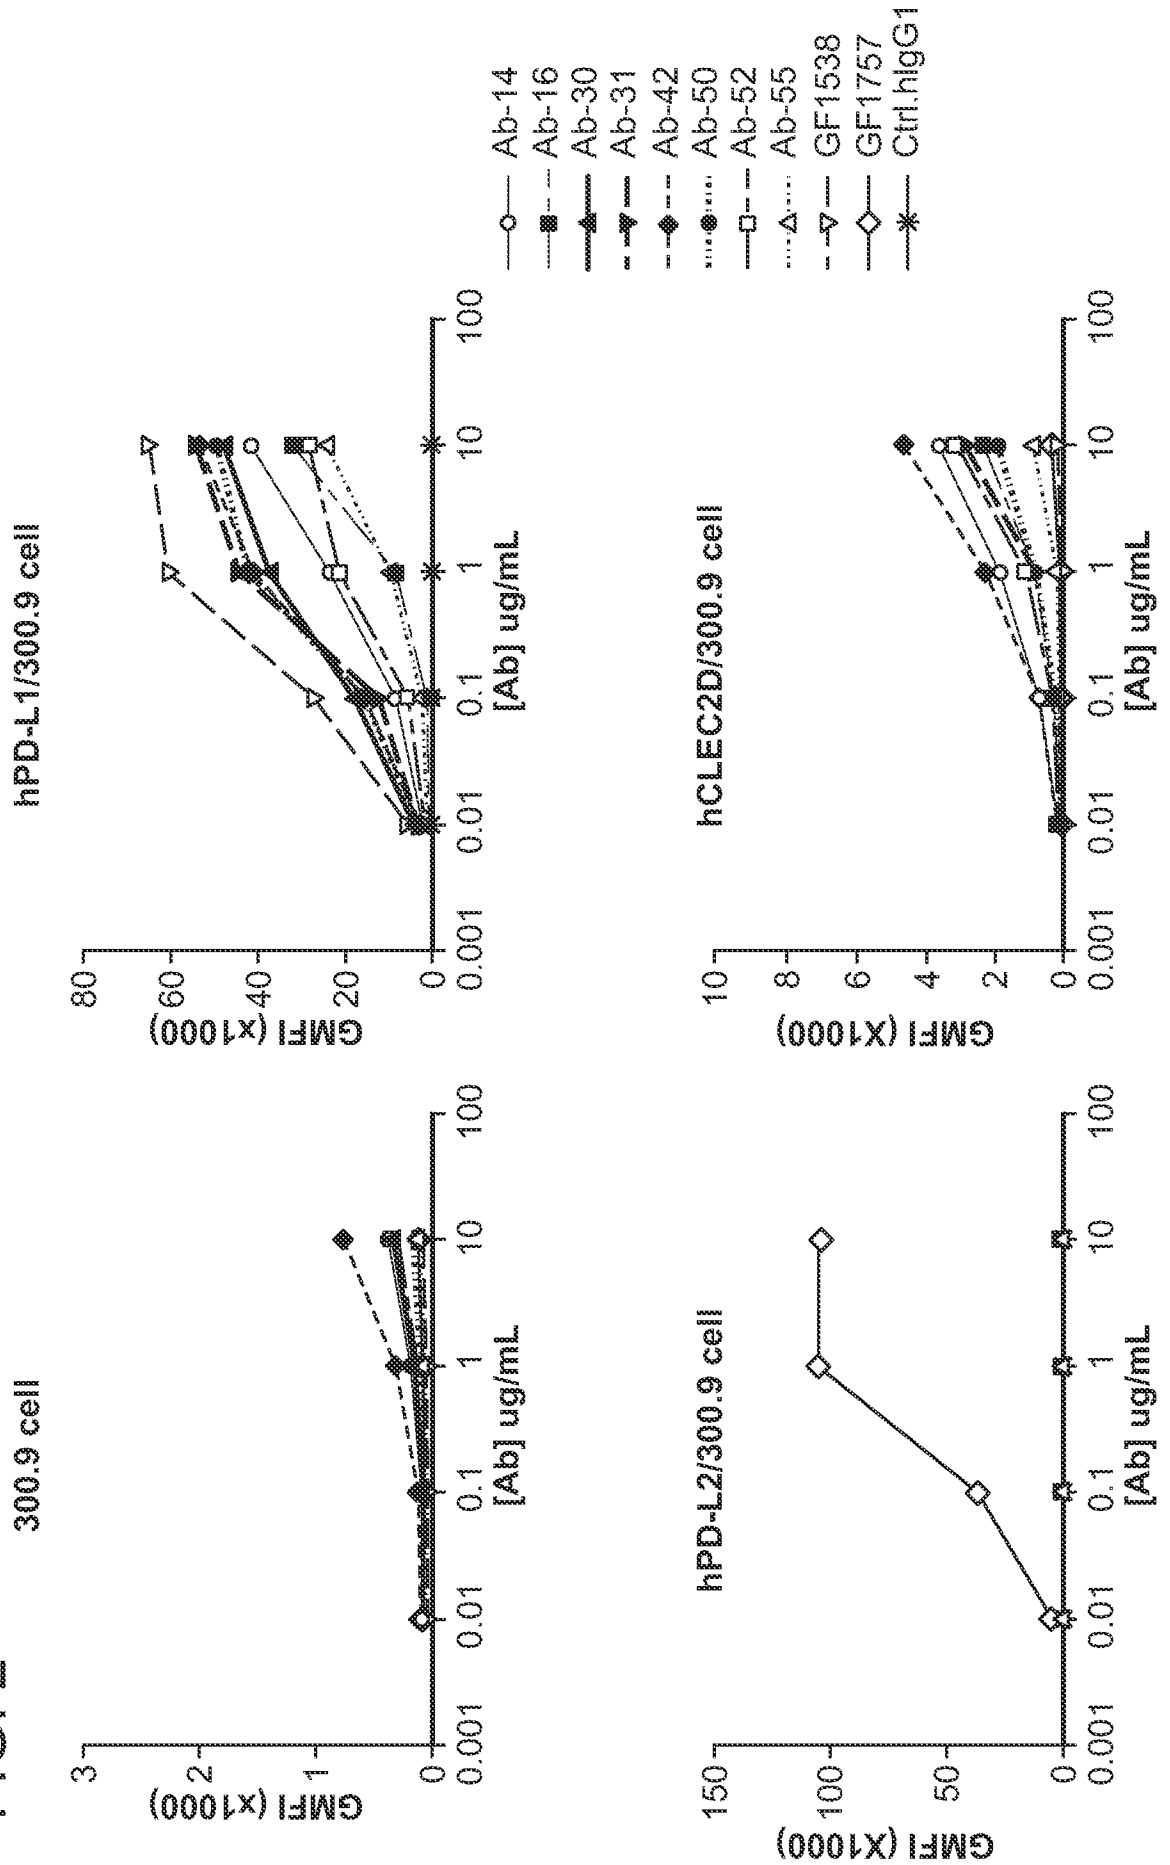 300.9 cell
GMFI (x1000)
3
2
1
0
0.001
0.01
0.1
1
10
100
[Ab] ug/mL
hPD-L1/300.9 cell
GMFI (x1000)
80
60
40
20
0
0.001
0.01
0.1
1
10
100
[Ab] ug/mL
hPD-L2/300.9 cell
GMFI (X1000)
150
100
50
0
0.001
0.01
0.1
1
10
100
[Ab] ug/mL
hCLEC2D/300.9 cell
GMFI (X1000)
10
8
6
4
2
0
0.001
0.01
0.1
1
10
100
[Ab] ug/mL
Ab-14
Ab-16
Ab-30
Ab-31
Ab-42
Ab-50
Ab-52
Ab-55
GF1538
GF1757
Ctrl.hIgG1